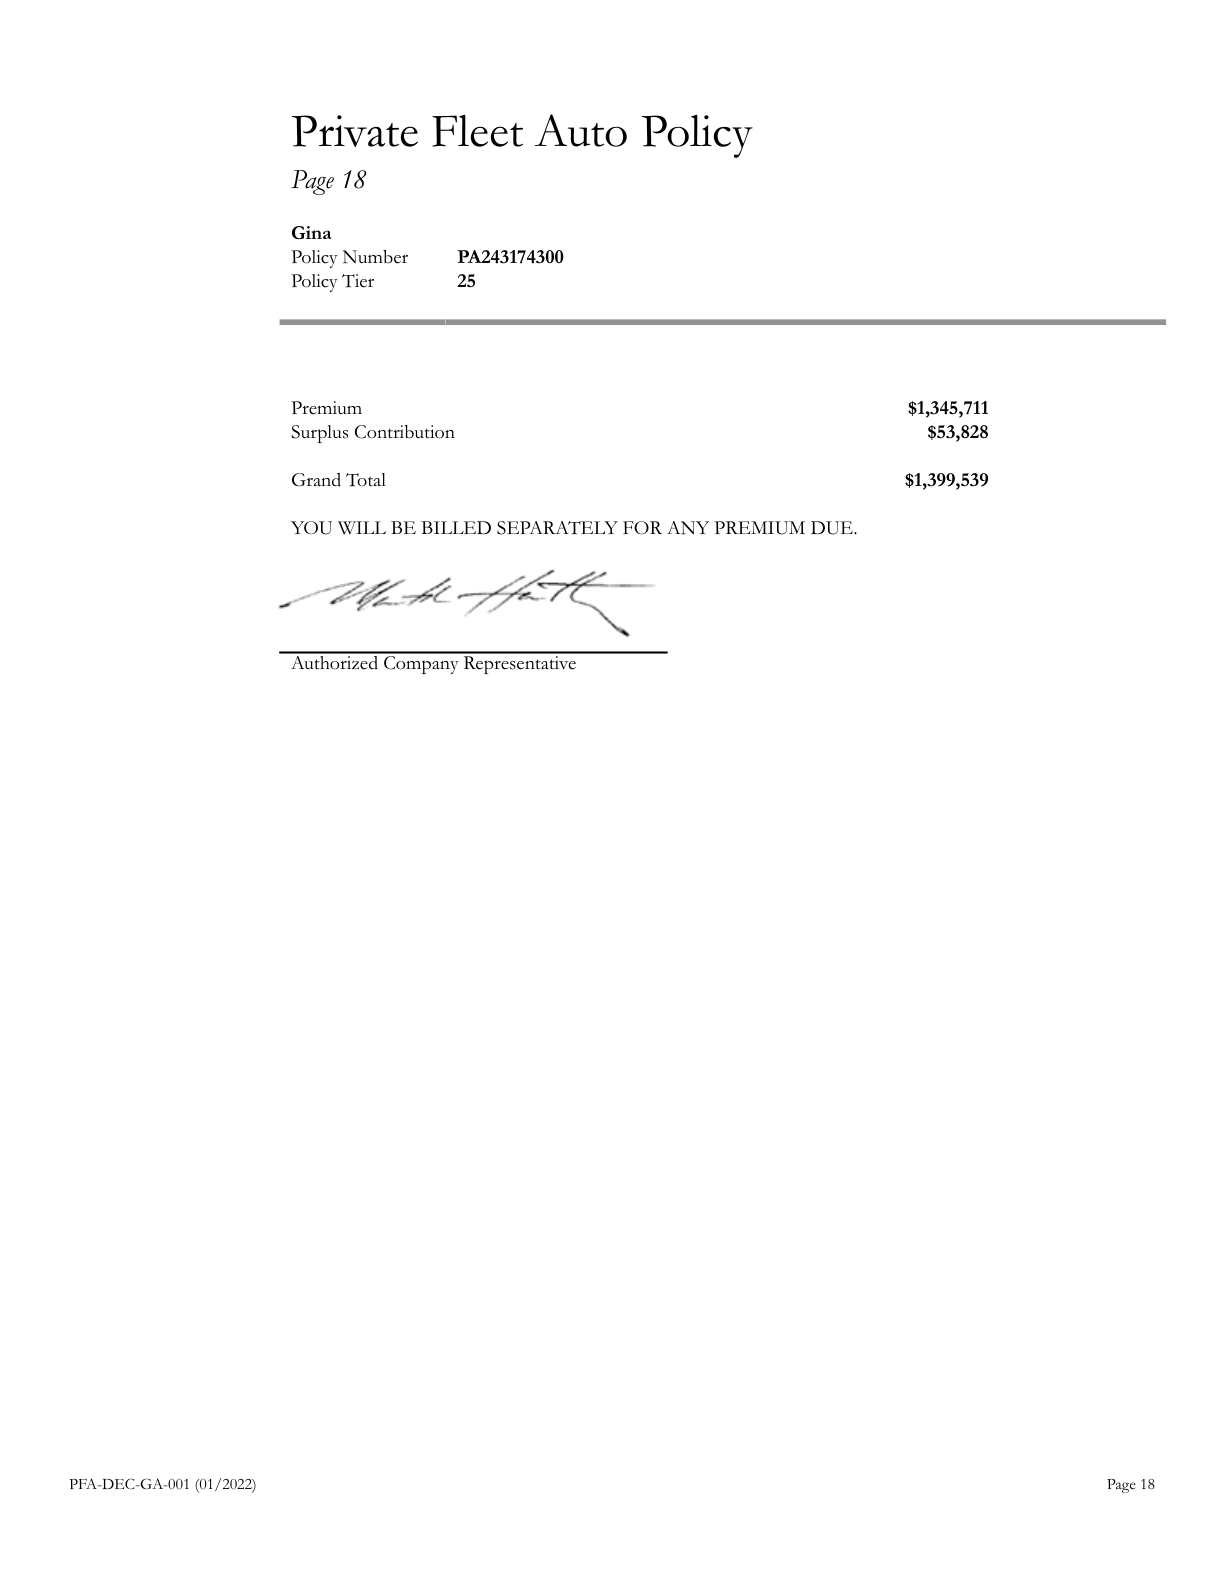 Private Fleet Auto Policy
Page 18
Gina
Policy Number PA243174300
Policy Tier 25
Premium $1,345,711
Surplus Contribution $53,828
Grand Total $1,399,539
YOU WILL BE BILLED SEPARATELY FOR ANY PREMIUM DUE.
Authorized Company Representative
PFA-DEC-GA-001 (01/2022) Page 18